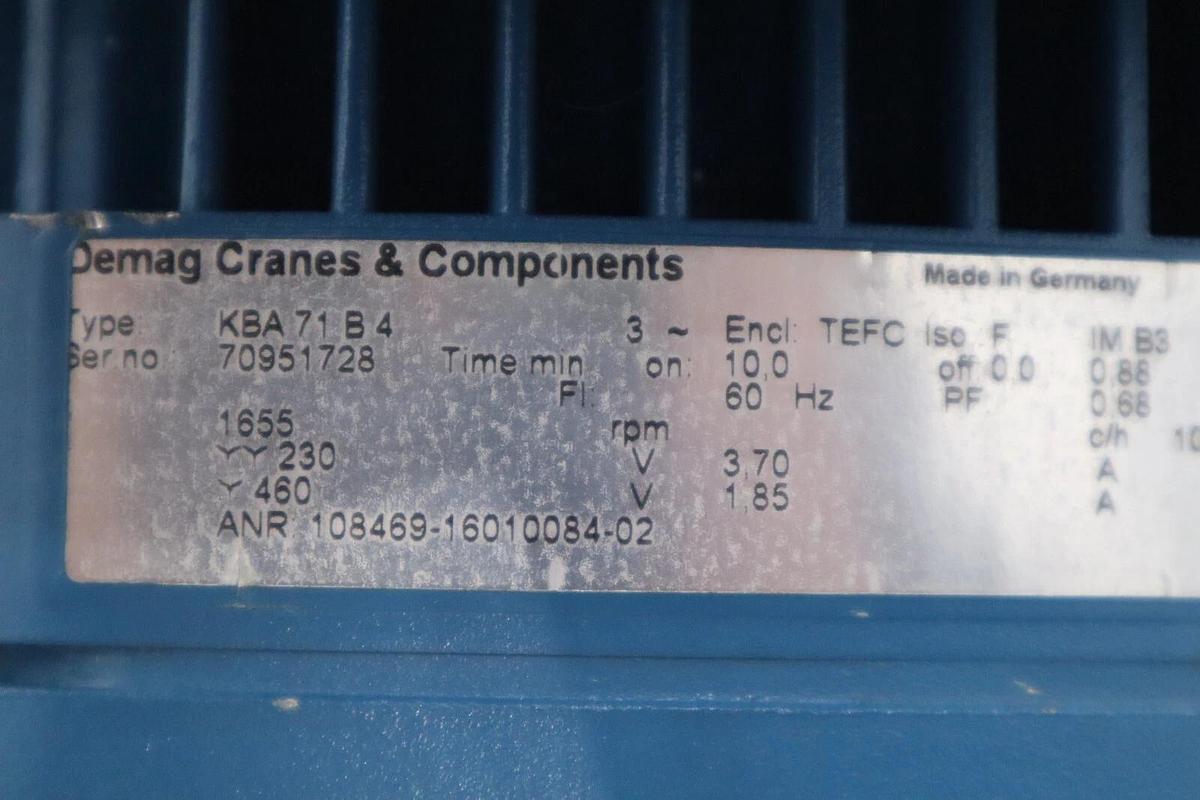 Demag Cranes & Components Made in Germany
Type: KBA 71 B 4 3 ~ Encl: TEFC Iso F IM B3
Ser no : 70951728 Time min on: 10,0 off 0,0 0,88
FI: 60 Hz PF 0,68
1655 rpm c/h
YY 230 V 3,70 A
Y 460 V 1,85 A
ANR. 108469-16010084-02